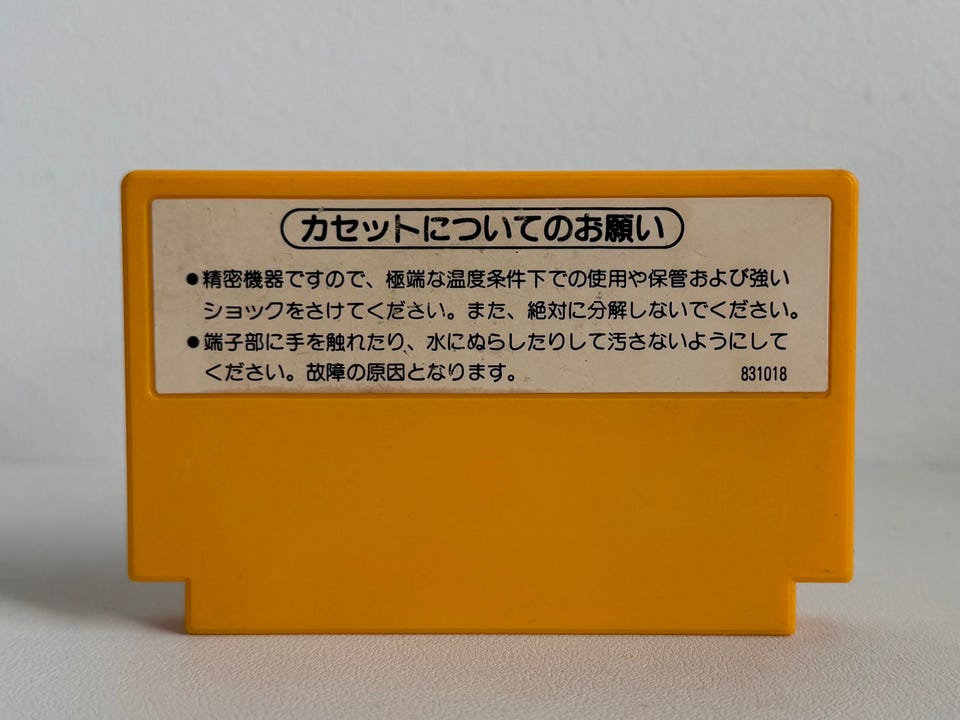 カセットについてのお願い
●精密機器ですので、極端な温度条件下での使用や保管および強い
ショックをさけてください。また、絶対に分解しないでください。
●端子部に手を触れたり、水にぬらしたりして汚さないようにして
ください。故障の原因となります。 831018